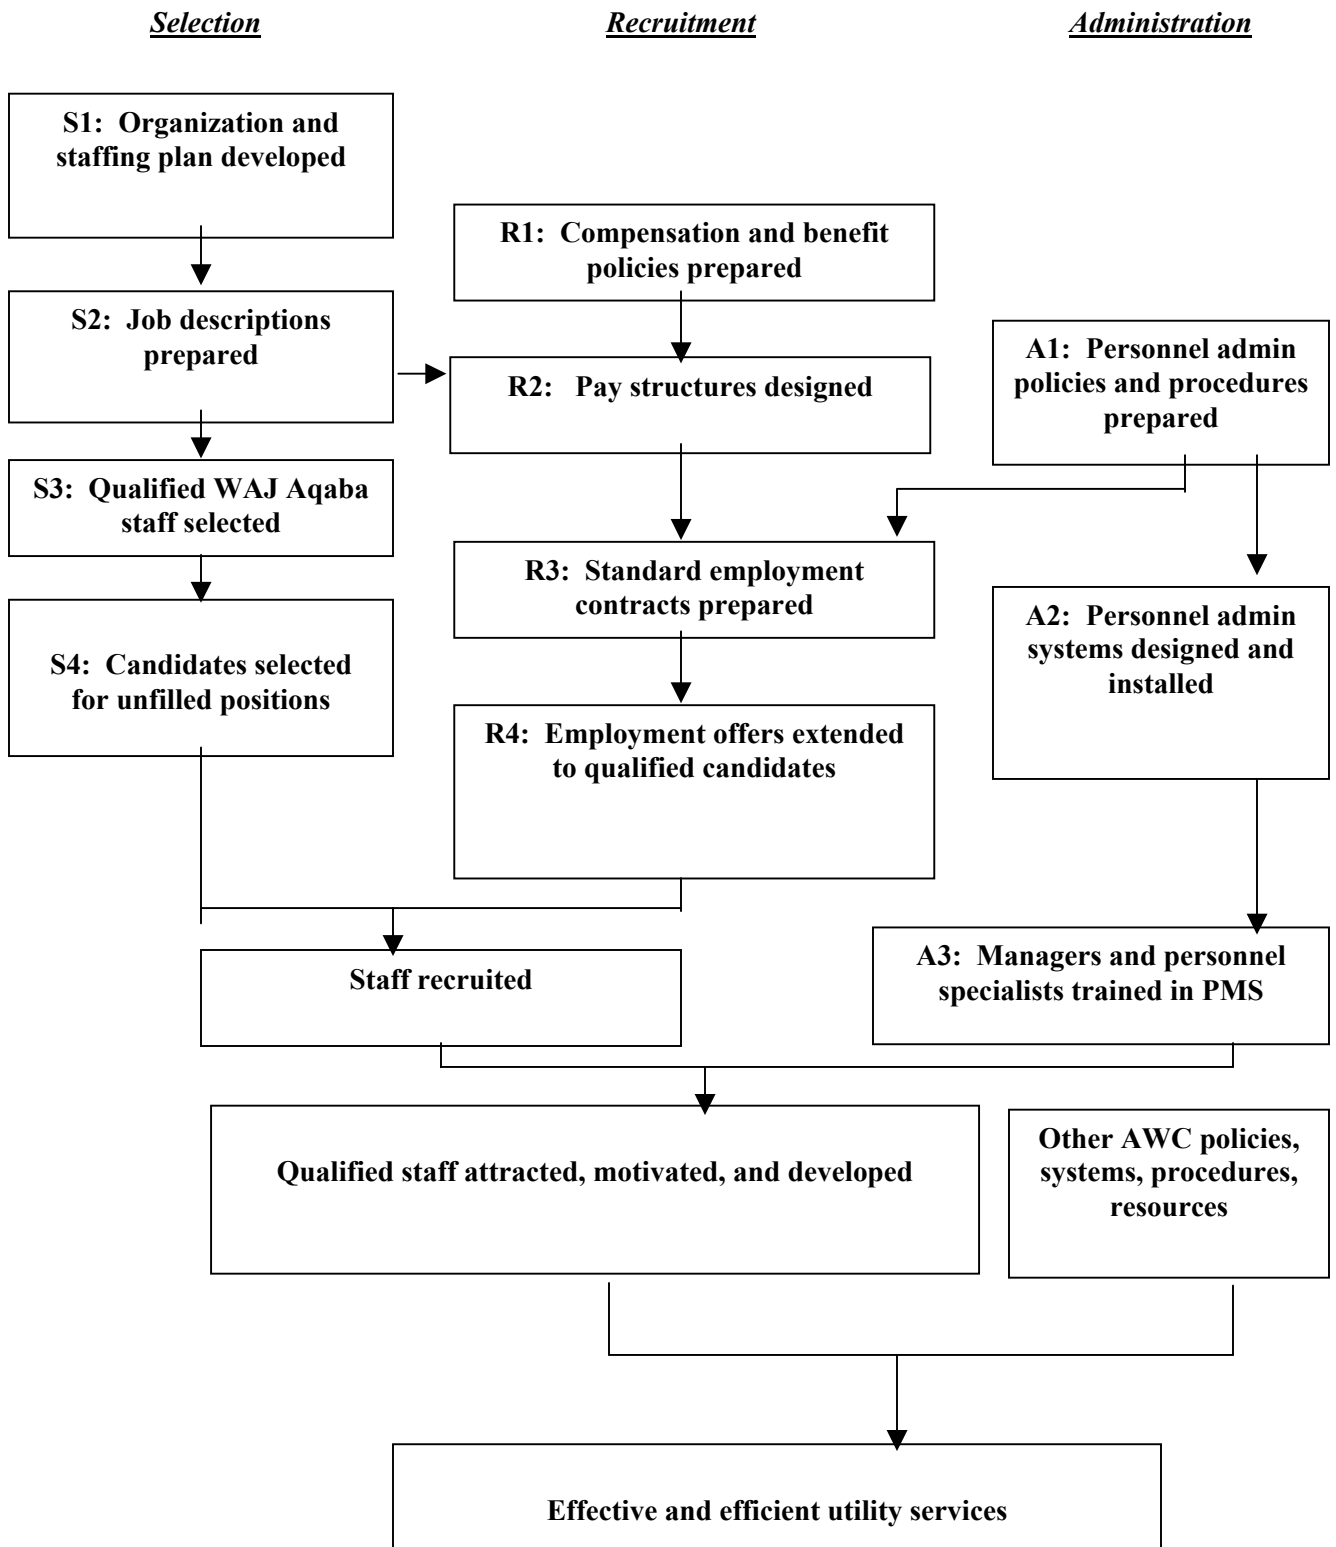 Selection
Recruitment
Administration
S1: Organization and
staffing plan developed
S2: Job descriptions
prepared
S3: Qualified WAJ Aqaba
staff selected
S4: Candidates selected
for unfilled positions
R1: Compensation and benefit
policies prepared
R2: Pay structures designed
R3: Standard employment
contracts prepared
R4: Employment offers extended
to qualified candidates
A1: Personnel admin
policies and procedures
prepared
A2: Personnel admin
systems designed and
installed
A3: Managers and personnel
specialists trained in PMS
Staff recruited
Qualified staff attracted, motivated, and developed
Other AWC policies,
systems, procedures,
resources
Effective and efficient utility services